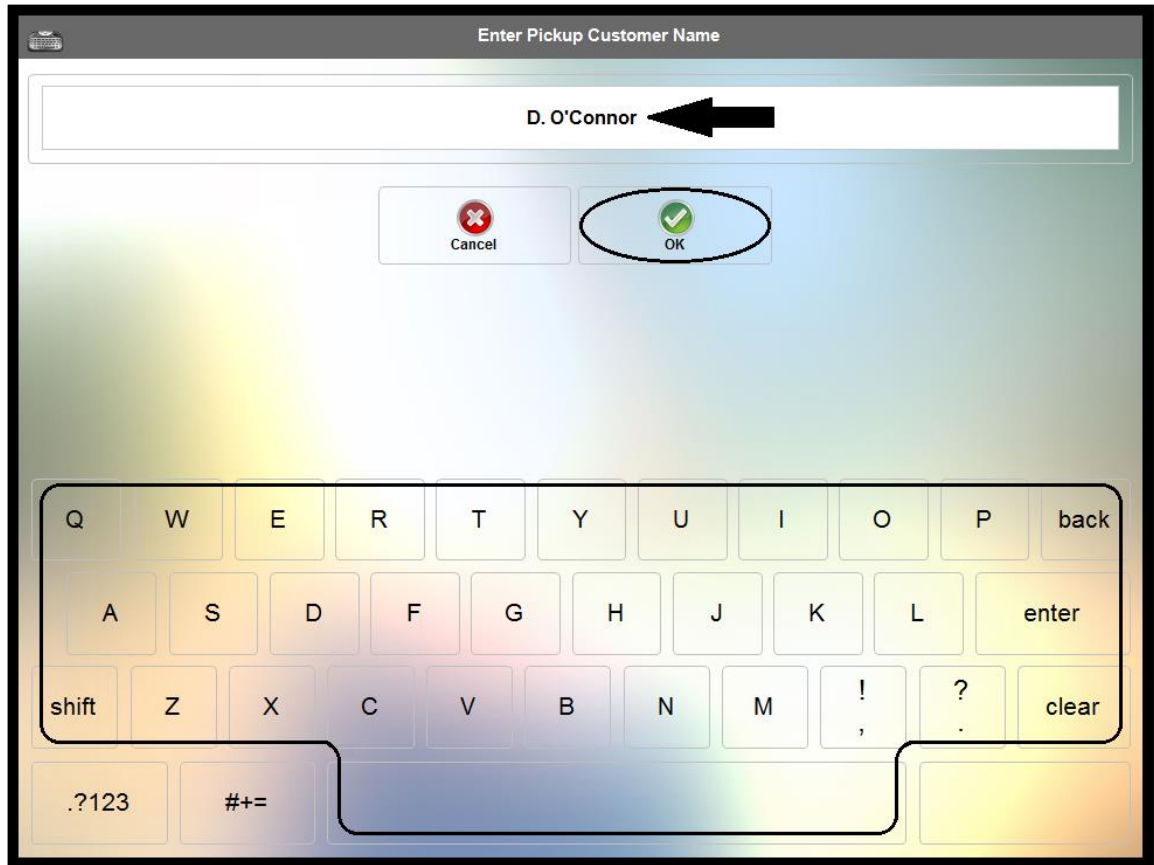 Enter Pickup Customer Name
D. O'Connor
Cancel OK
Q W E R T Y U I O P back
A S D F G H J K L enter
shift Z X C V B N M ! , ? . clear
.?123 #+=